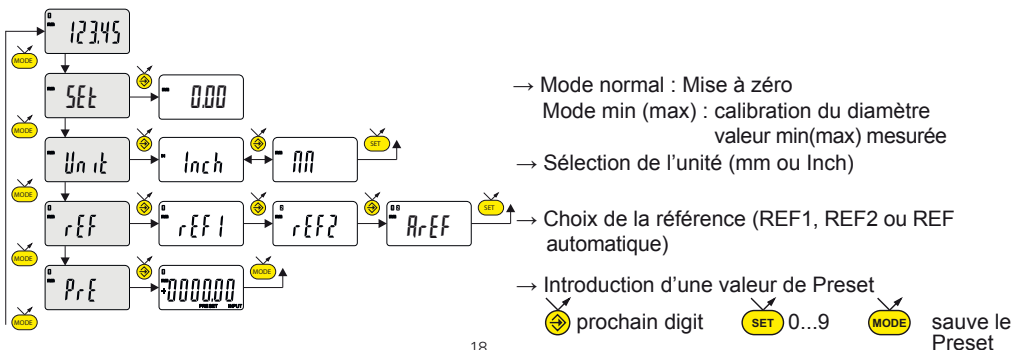 123.45
MODE
SEt 0.00
→ Mode normal : Mise à zéro
Mode min (max) : calibration du diamètre
valeur min(max) mesurée
MODE
Un it Inch MM SET
→ Sélection de l'unité (mm ou Inch)
MODE
rEF rEF1 rEF2 ArEF SET
→ Choix de la référence (REF1, REF2 ou REF
automatique)
MODE
PrE +0000.00 MODE
PRESET INPUT
→ Introduction d'une valeur de Preset
prochain digit SET 0...9 MODE sauve le
Preset
MODE
18